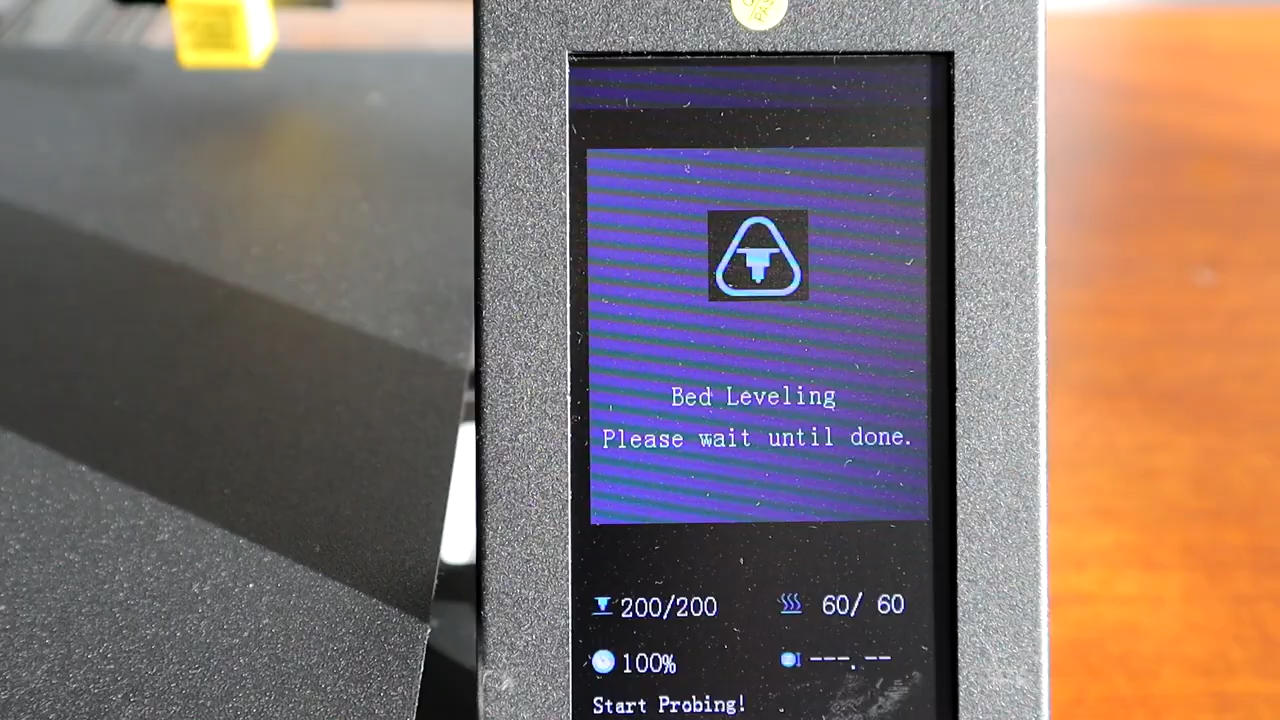 Bed Leveling
Please wait until done.
200/200 60/ 60
100% ---.--
Start Probing!